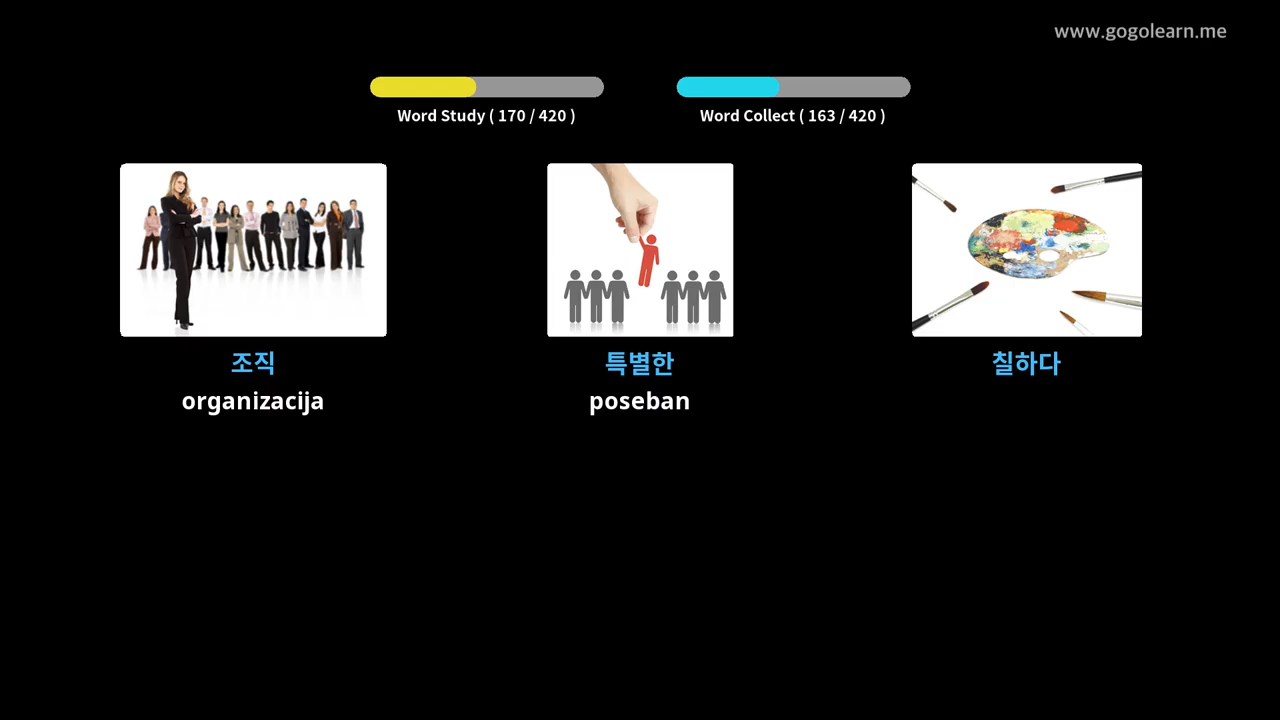 www.gogolearn.me
Word Study ( 170 / 420 )
Word Collect ( 163 / 420 )
조직
특별한
칠하다
organizacija
poseban